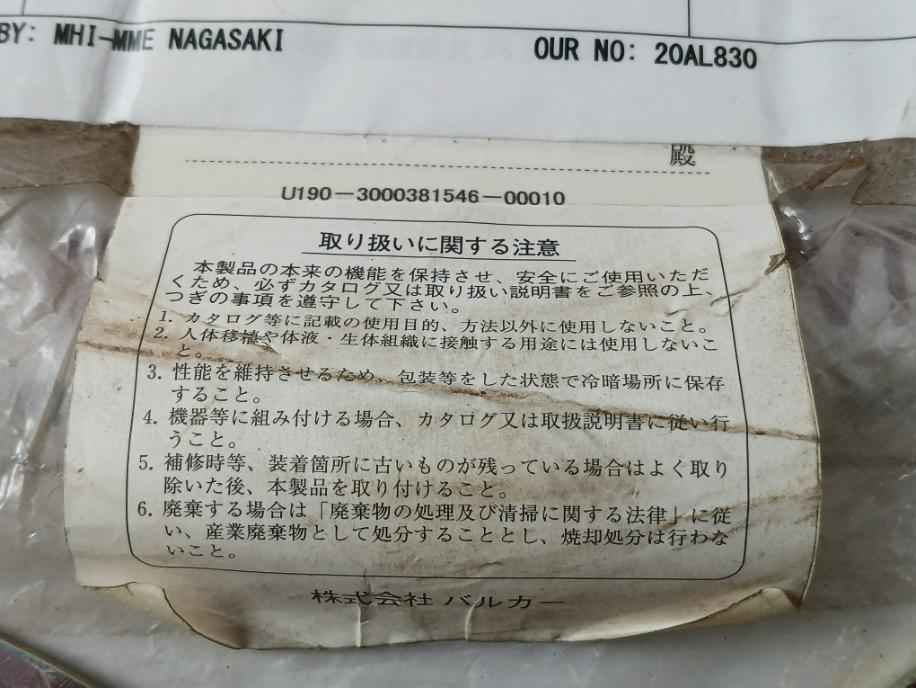 BY: MHI-MME NAGASAKI OUR NO: 20AL830
殿
U190-3000381546-00010
取り扱いに関する注意
本製品の本来の機能を保持させ、安全にご使用いただ
くため、必ずカタログ又は取り扱い説明書をご参照の上、
つぎの事項を遵守して下さい。
1. カタログ等に記載の使用目的、方法以外に使用しないこと。
2. 人体移植や体液・生体組織に接触する用途には使用しないこ
と。
3. 性能を維持させるため、包装等をした状態で冷暗場所に保存
すること。
4. 機器等に組み付ける場合、カタログ又は取扱説明書に従い行
うこと。
5. 補修時等、装着箇所に古いものが残っている場合はよく取り
除いた後、本製品を取り付けること。
6. 廃棄する場合は「廃棄物の処理及び清掃に関する法律」に従
い、産業廃棄物として処分することとし、焼却処分は行わな
いこと。
株式会社 バルカー